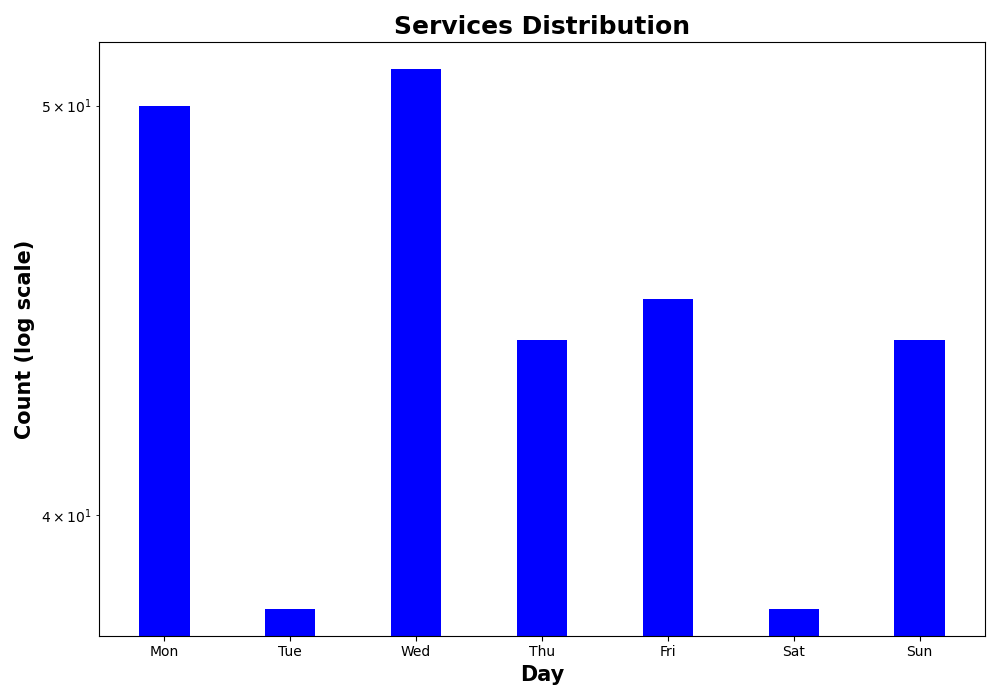 Services Distribution
5 × 10¹
4 × 10¹
Count (log scale)
Mon Tue Wed Thu Fri Sat Sun
Day